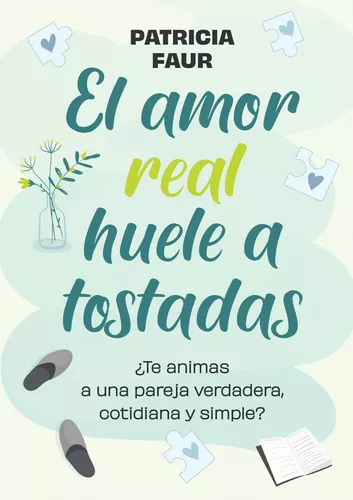 PATRICIA
FAUR
El amor
real
huele a
tostadas
¿Te animas
a una pareja verdadera,
cotidiana y simple?